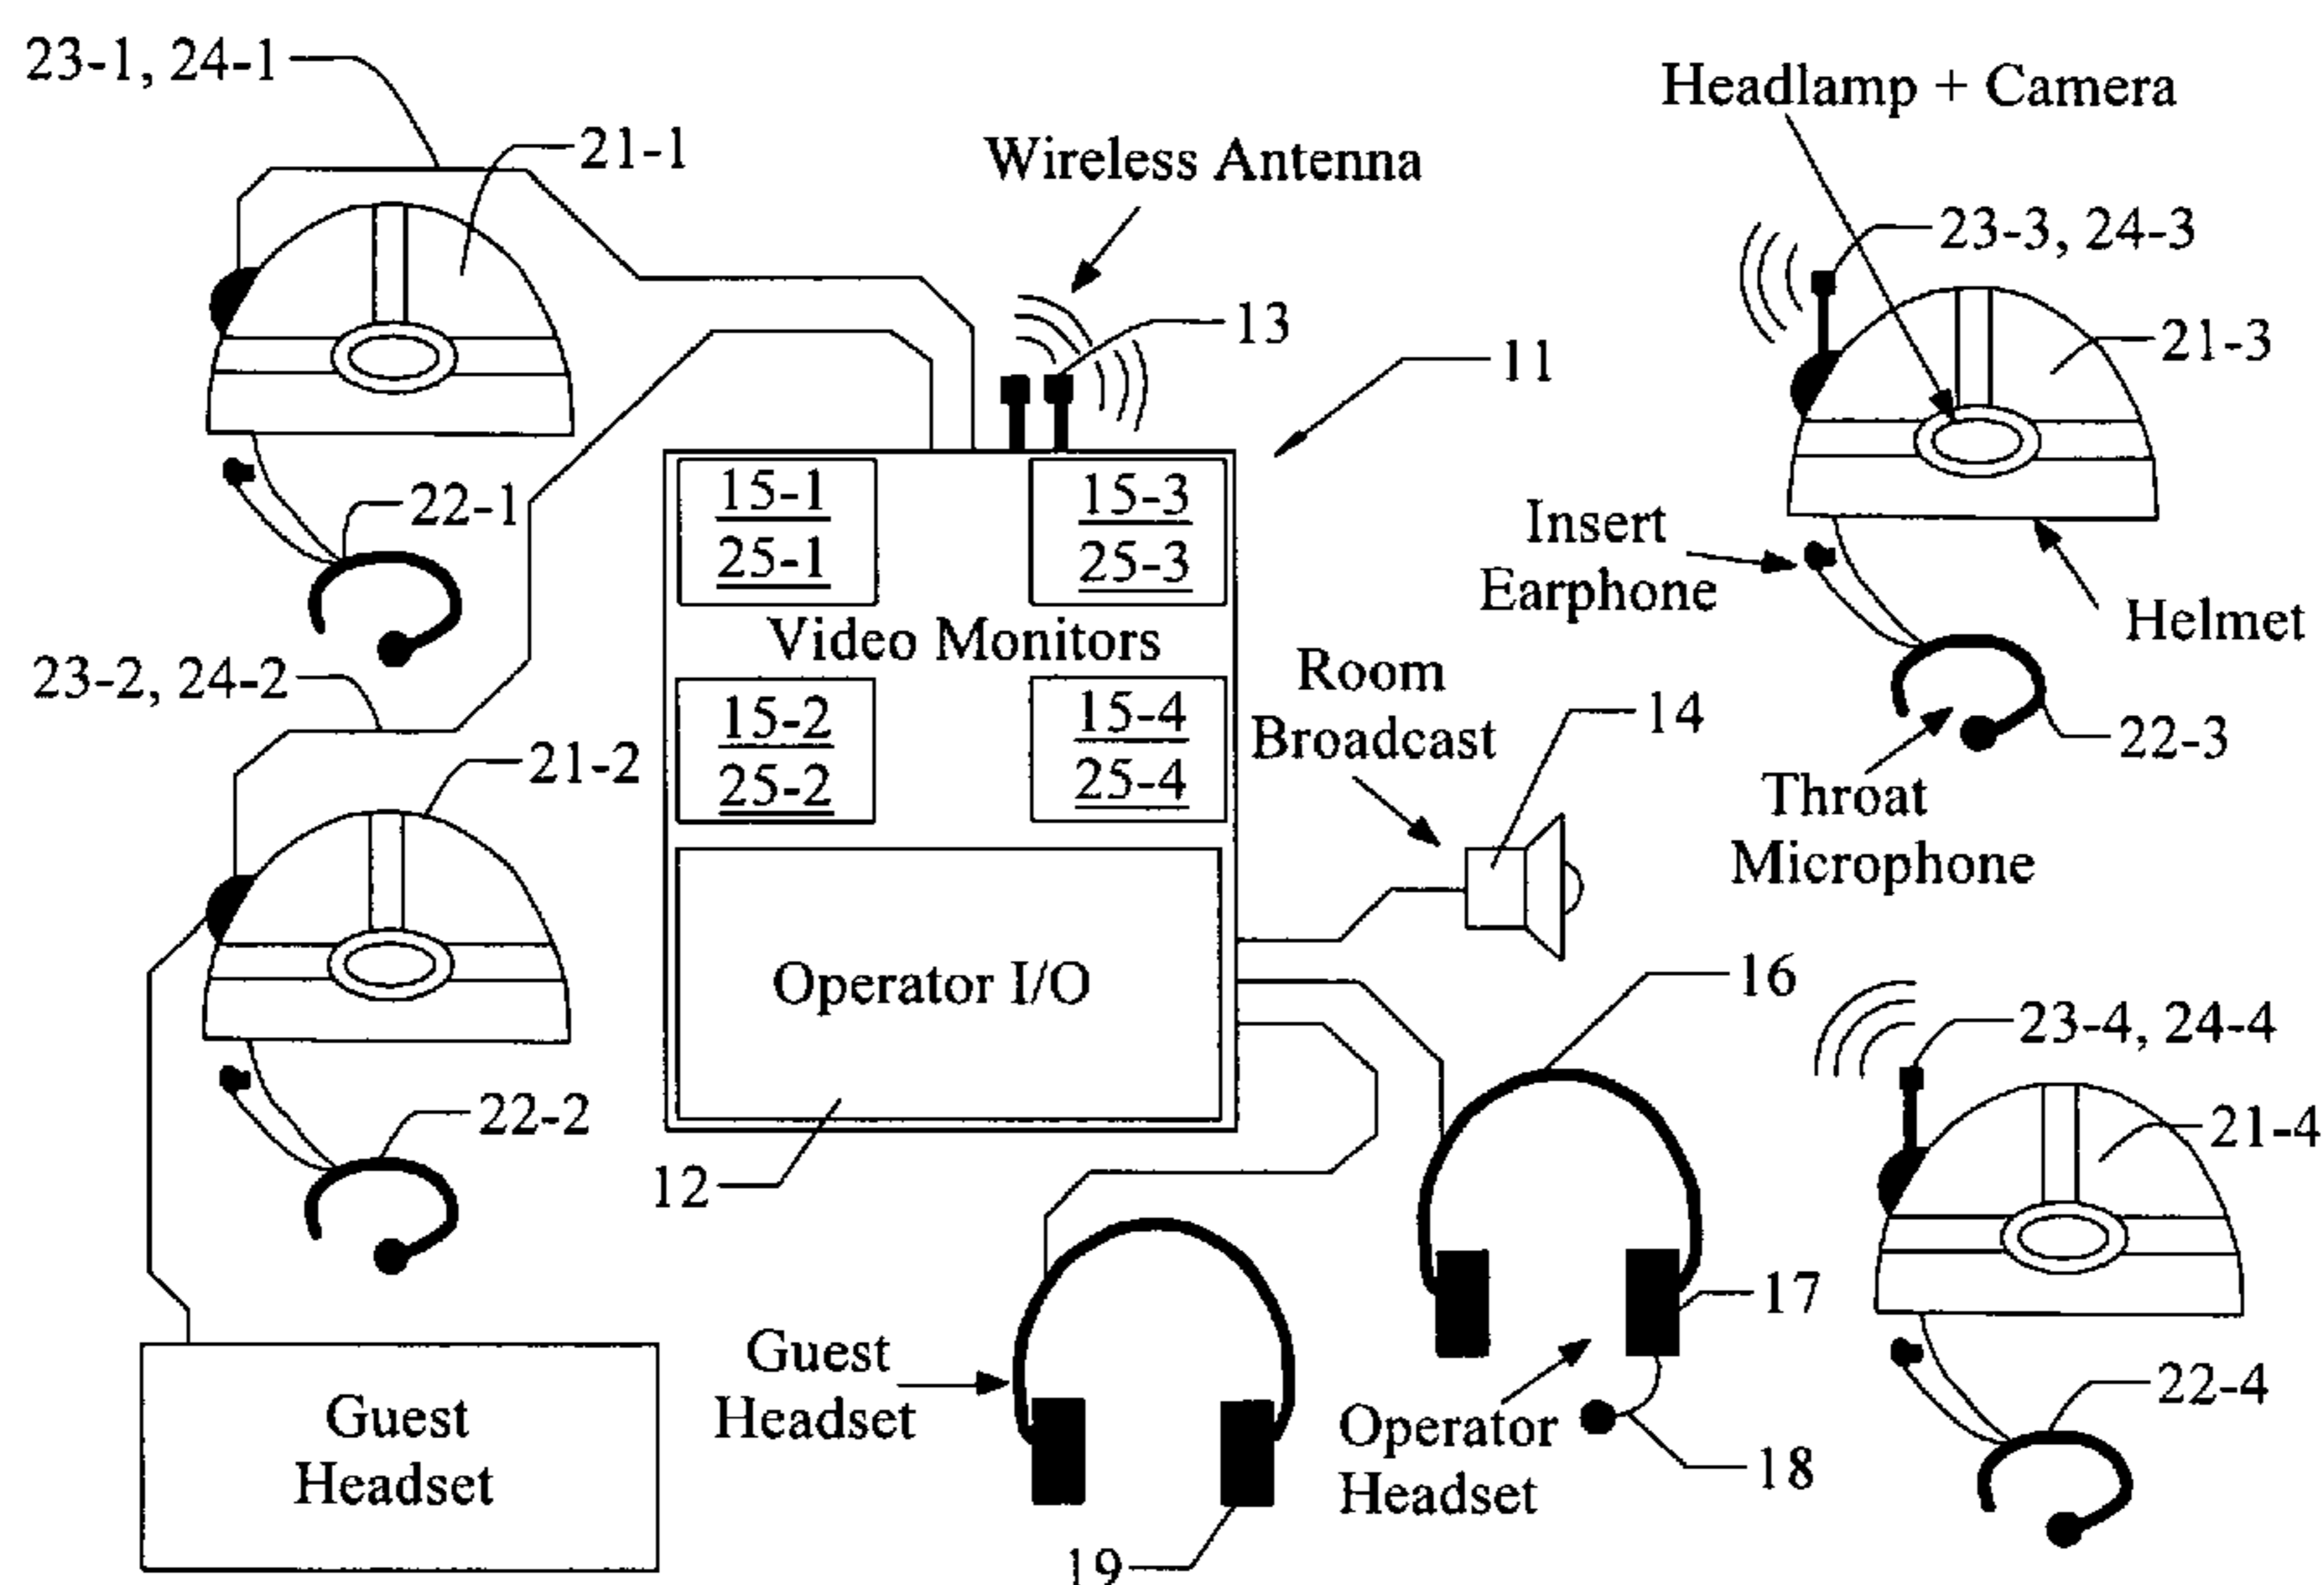 23-1, 24-1
Headlamp + Camera
21-1
Wireless Antenna
23-3, 24-3
13
11
21-3
15-1
25-1
15-3
25-3
22-1
Insert
Earphone
Helmet
Video Monitors
23-2, 24-2
Room
Broadcast
14
15-2
25-2
15-4
25-4
22-3
21-2
Throat
Microphone
Operator I/O
16
23-4, 24-4
22-2
21-4
12
17
Guest
Headset
Guest
Headset
Operator
Headset
22-4
18
19